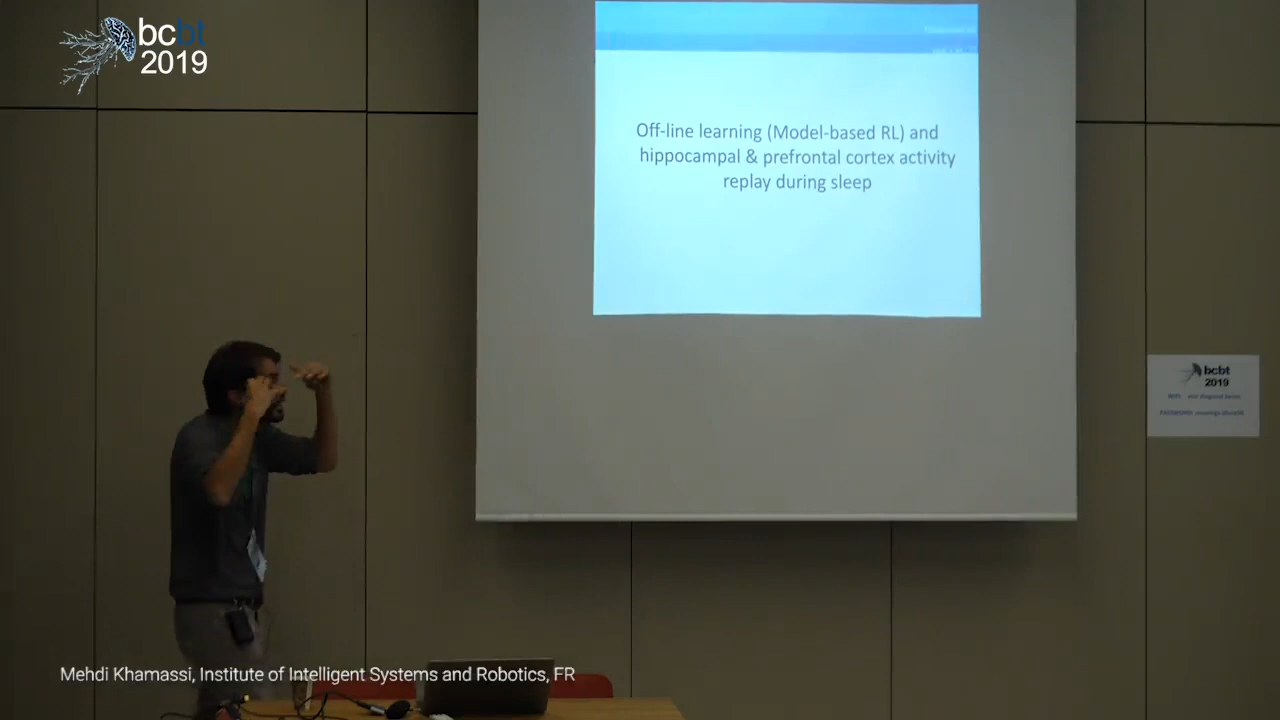 bcbt
2019
Off-line learning (Model-based RL) and
hippocampal & prefrontal cortex activity
replay during sleep
bcbt
2019
Mehdi Khamassi, Institute of Intelligent Systems and Robotics, FR